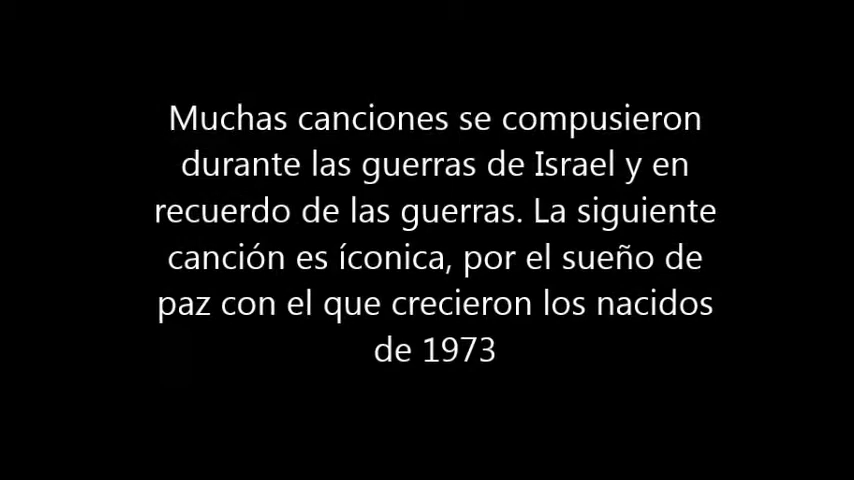 Muchas canciones se compusieron
durante las guerras de Israel y en
recuerdo de las guerras. La siguiente
canción es íconica, por el sueño de
paz con el que crecieron los nacidos
de 1973